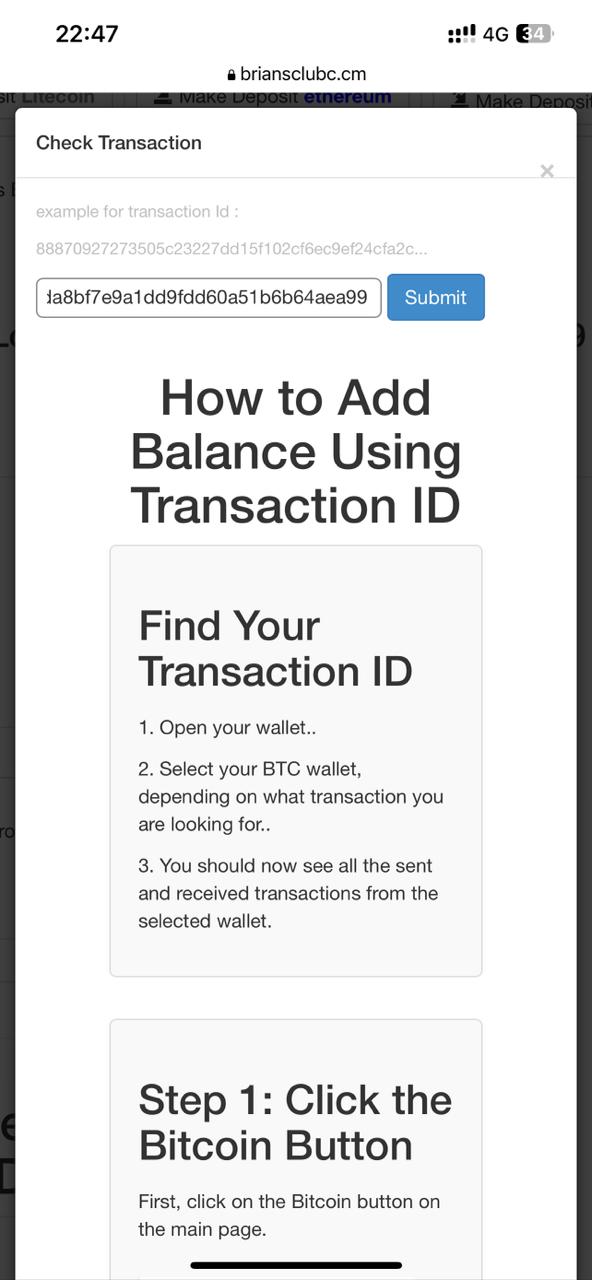 22:47
4G
34
briansclubc.cm
sit Litecoin
Make Deposit ethereum
Make Deposit
Check Transaction
×
example for transaction Id :
88870927273505c23227dd15f102cf6ec9ef24cfa2c...
da8bf7e9a1dd9fdd60a51b6b64aea99
Submit
How to Add
Balance Using
Transaction ID
Find Your
Transaction ID
1. Open your wallet..
2. Select your BTC wallet,
depending on what transaction you
are looking for..
3. You should now see all the sent
and received transactions from the
selected wallet.
Step 1: Click the
Bitcoin Button
First, click on the Bitcoin button on
the main page.